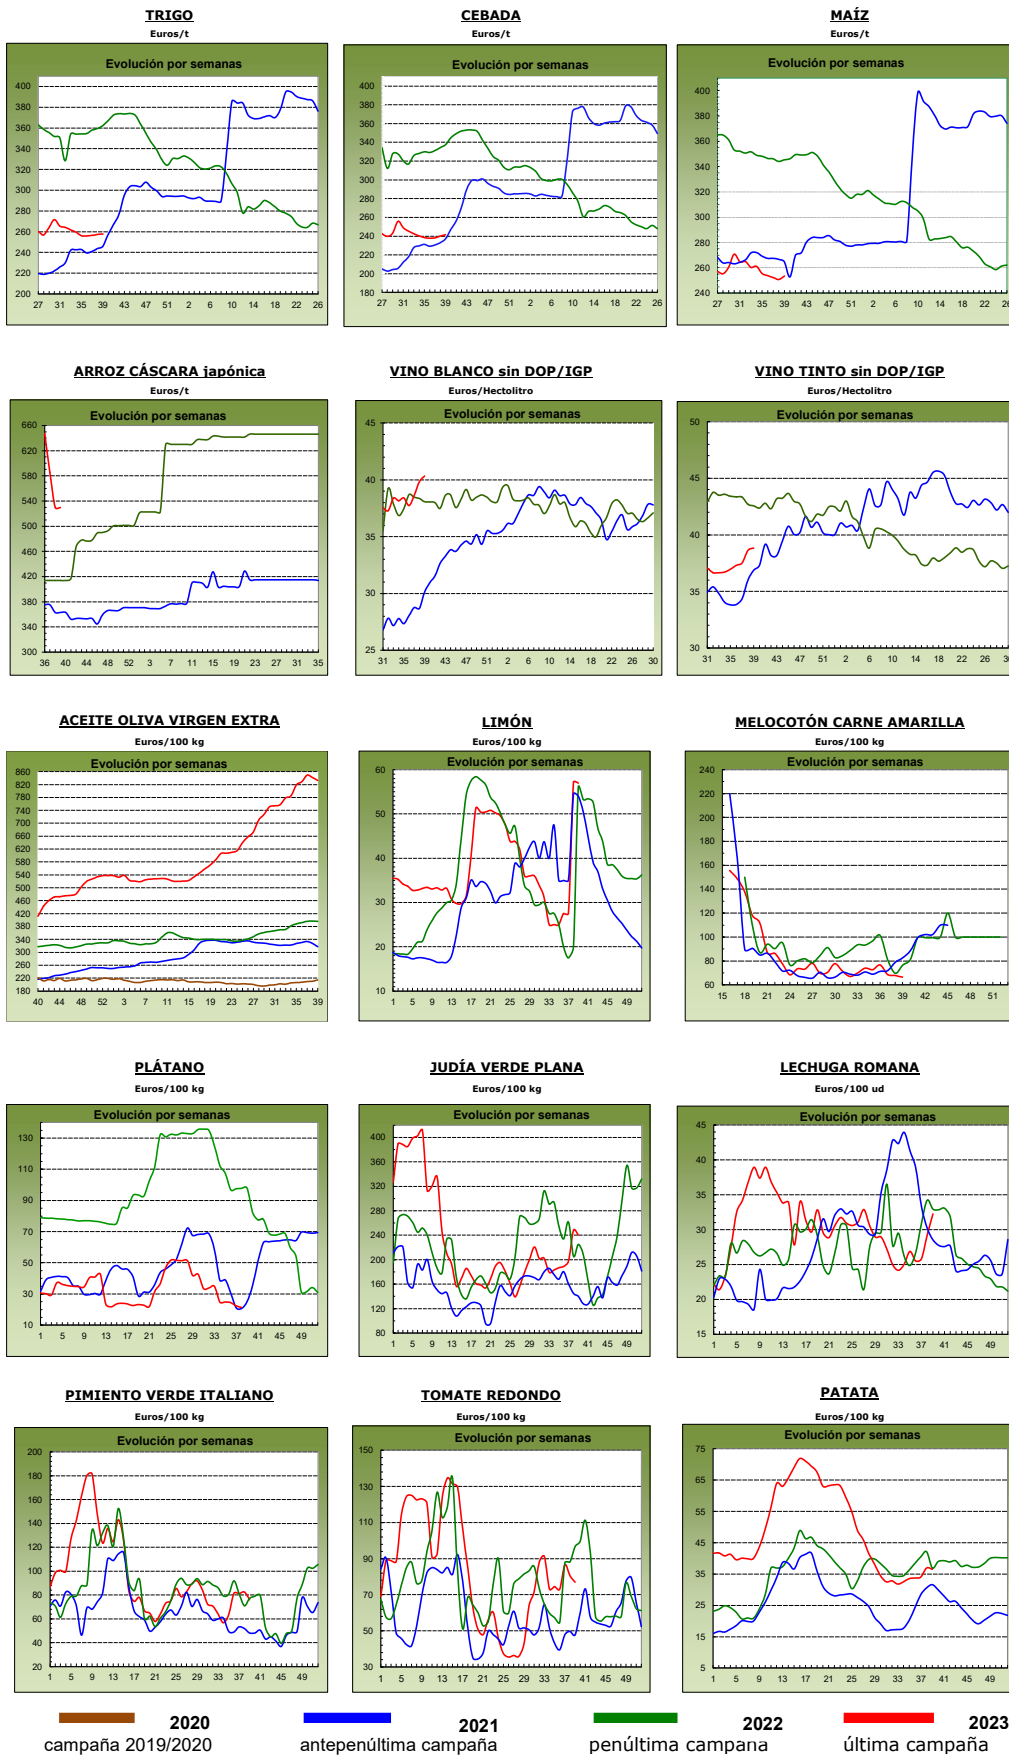 TRIGO
Euros/t
Evolución por semanas
400
380
360
340
320
300
280
260
240
220
200
27 31 35 39 43 47 51 2 6 10 14 18 22 26
CEBADA
Euros/t
Evolución por semanas
380
360
340
320
300
280
260
240
220
200
180
27 31 35 39 43 47 51 2 6 10 14 18 22 26
MAÍZ
Euros/t
Evolución por semanas
400
380
360
340
320
300
280
260
240
27 31 35 39 43 47 51 2 6 10 14 18 22 26
ARROZ CÁSCARA japónica
Euros/t
Evolución por semanas
660
620
580
540
500
460
420
380
340
300
36 40 44 48 52 3 7 11 15 19 23 27 31 35
VINO BLANCO sin DOP/IGP
Euros/Hectolitro
Evolución por semanas
45
40
35
30
25
31 35 39 43 47 51 2 6 10 14 18 22 26 30
VINO TINTO sin DOP/IGP
Euros/Hectolitro
Evolución por semanas
50
45
40
35
30
31 35 39 43 47 51 2 6 10 14 18 22 26 30
ACEITE OLIVA VIRGEN EXTRA
Euros/100 kg
Evolución por semanas
860
820
780
740
700
660
620
580
540
500
460
420
380
340
300
260
220
180
40 44 48 52 3 7 11 15 19 23 27 31 35 39
LIMÓN
Euros/100 kg
Evolución por semanas
60
50
40
30
20
10
1 5 9 13 17 21 25 29 33 37 41 45 49
MELOCOTÓN CARNE AMARILLA
Euros/100 kg
Evolución por semanas
240
220
200
180
160
140
120
100
80
60
15 18 21 24 27 30 33 36 39 42 45 48 51
PLÁTANO
Euros/100 kg
Evolución por semanas
130
110
90
70
50
30
10
1 5 9 13 17 21 25 29 33 37 41 45 49
JUDÍA VERDE PLANA
Euros/100 kg
Evolución por semanas
400
360
320
280
240
200
160
120
80
1 5 9 13 17 21 25 29 33 37 41 45 49
LECHUGA ROMANA
Euros/100 ud
Evolución por semanas
45
40
35
30
25
20
15
1 5 9 13 17 21 25 29 33 37 41 45 49
PIMIENTO VERDE ITALIANO
Euros/100 kg
Evolución por semanas
200
180
160
140
120
100
80
60
40
20
1 5 9 13 17 21 25 29 33 37 41 45 49
TOMATE REDONDO
Euros/100 kg
Evolución por semanas
150
130
110
90
70
50
30
1 5 9 13 17 21 25 29 33 37 41 45 49
PATATA
Euros/100 kg
Evolución por semanas
75
65
55
45
35
25
15
5
1 5 9 13 17 21 25 29 33 37 41 45 49
2020
campaña 2019/2020
2021
antepenúltima campaña
2022
penúltima campana
2023
última campaña